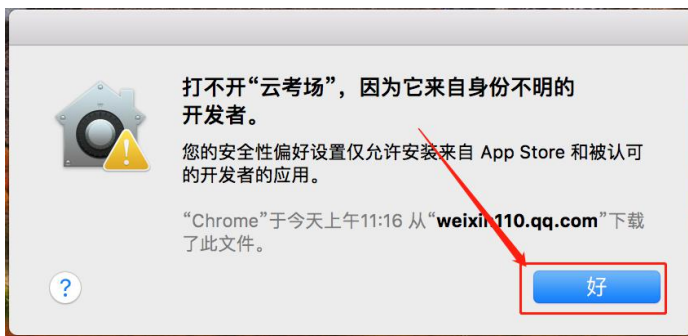 打不开“云考场”，因为它来自身份不明的
开发者。
您的安全性偏好设置仅允许安装来自 App Store 和被认可
的开发者的应用。
“Chrome”于今天上午11:16 从“weixin110.qq.com”下载
了此文件。
?
好